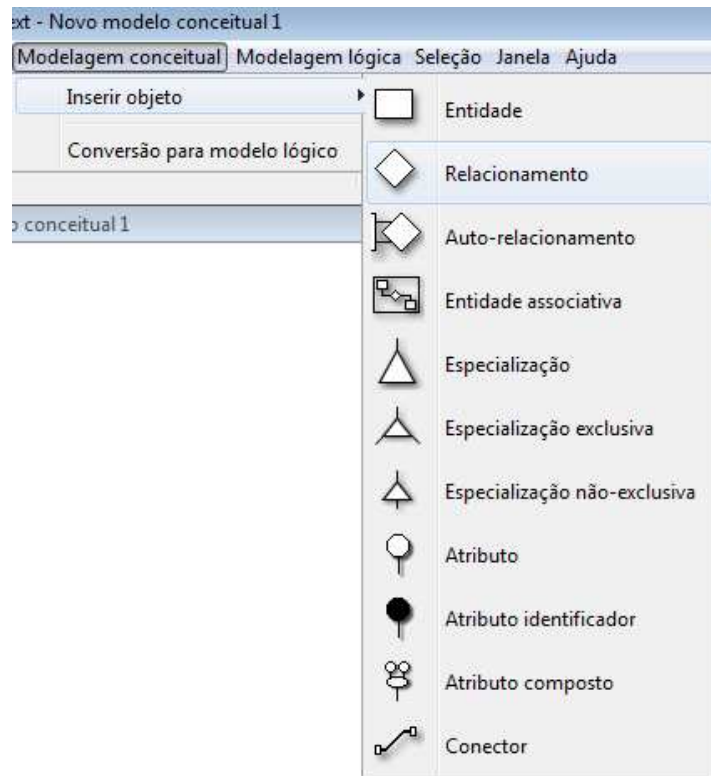 ext - Novo modelo conceitual 1
Modelagem conceitual Modelagem lógica Seleção Janela Ajuda
Inserir objeto
Conversão para modelo lógico
o conceitual 1
Entidade
Relacionamento
Auto-relacionamento
Entidade associativa
Especialização
Especialização exclusiva
Especialização não-exclusiva
Atributo
Atributo identificador
Atributo composto
Conector